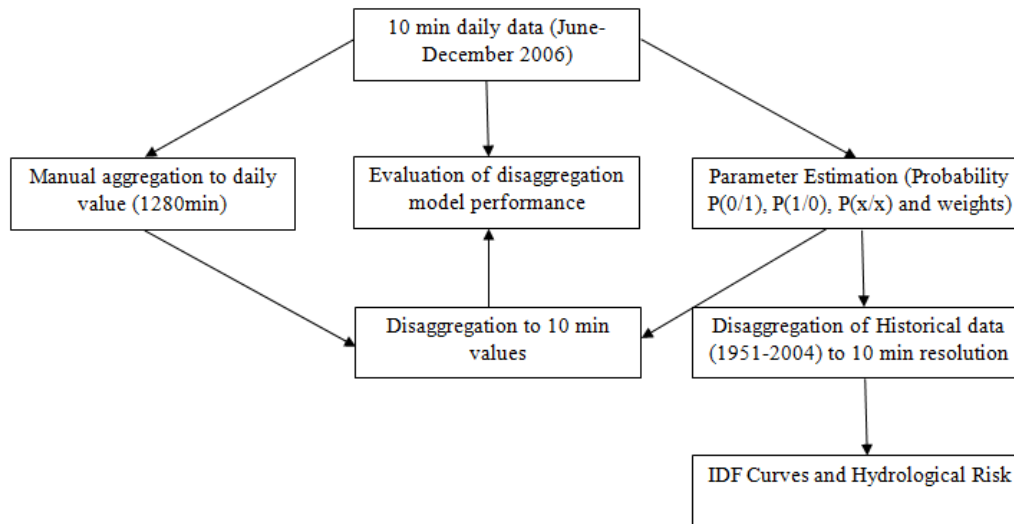 10 min daily data (June-
December 2006)
Manual aggregation to daily
value (1280min)
Evaluation of disaggregation
model performance
Parameter Estimation (Probability
P(0/1), P(1/0), P(x/x) and weights)
Disaggregation to 10 min
values
Disaggregation of Historical data
(1951-2004) to 10 min resolution
IDF Curves and Hydrological Risk